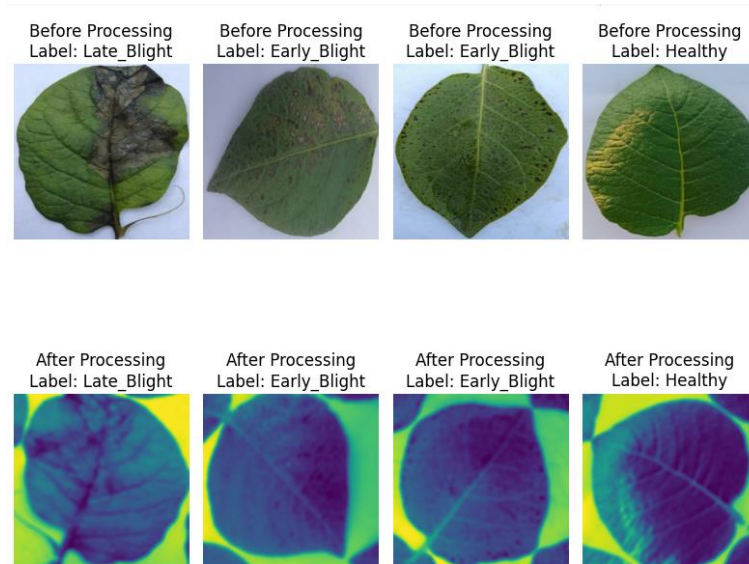 Before Processing
Label: Late_Blight
Before Processing
Label: Early_Blight
Before Processing
Label: Early_Blight
Before Processing
Label: Healthy
After Processing
Label: Late_Blight
After Processing
Label: Early_Blight
After Processing
Label: Early_Blight
After Processing
Label: Healthy